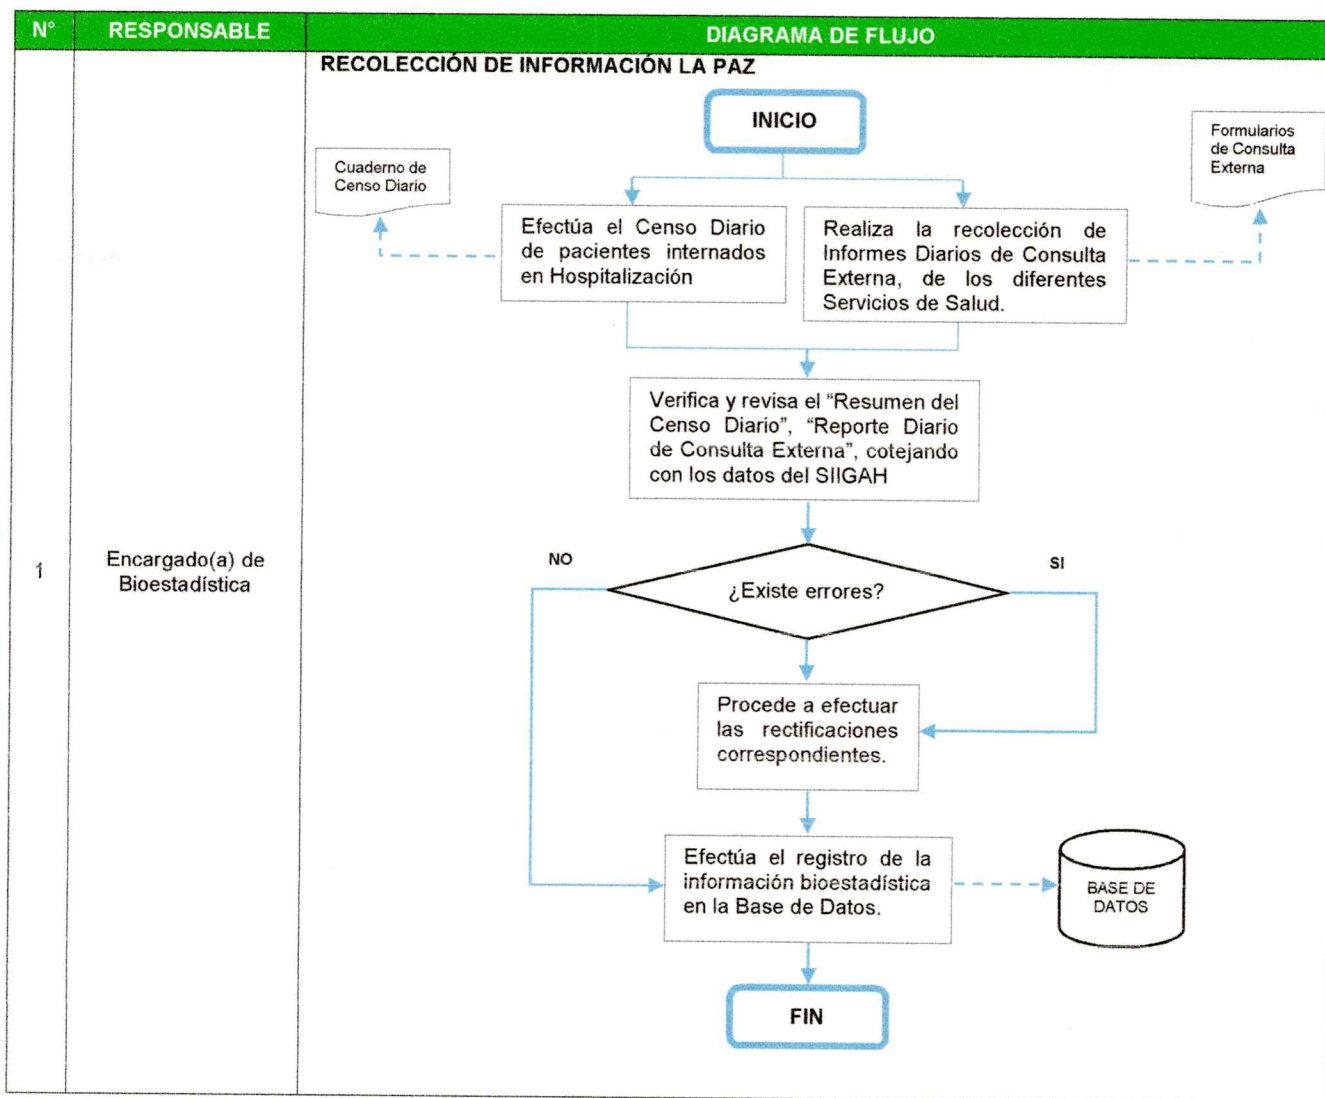 N° RESPONSABLE DIAGRAMA DE FLUJO
RECOLECCIÓN DE INFORMACIÓN LA PAZ
INICIO
Cuaderno de
Censo Diario
Formularios
de Consulta
Externa
Efectúa el Censo Diario
de pacientes internados
en Hospitalización
Realiza la recolección de
Informes Diarios de Consulta
Externa, de los diferentes
Servicios de Salud.
Verifica y revisa el “Resumen del
Censo Diario”, “Reporte Diario
de Consulta Externa”, cotejando
con los datos del SIIGAH
1
Encargado(a) de
Bioestadística
NO
¿Existe errores?
SI
Procede a efectuar
las rectificaciones
correspondientes.
Efectúa el registro de la
información bioestadística
en la Base de Datos.
BASE DE
DATOS
FIN